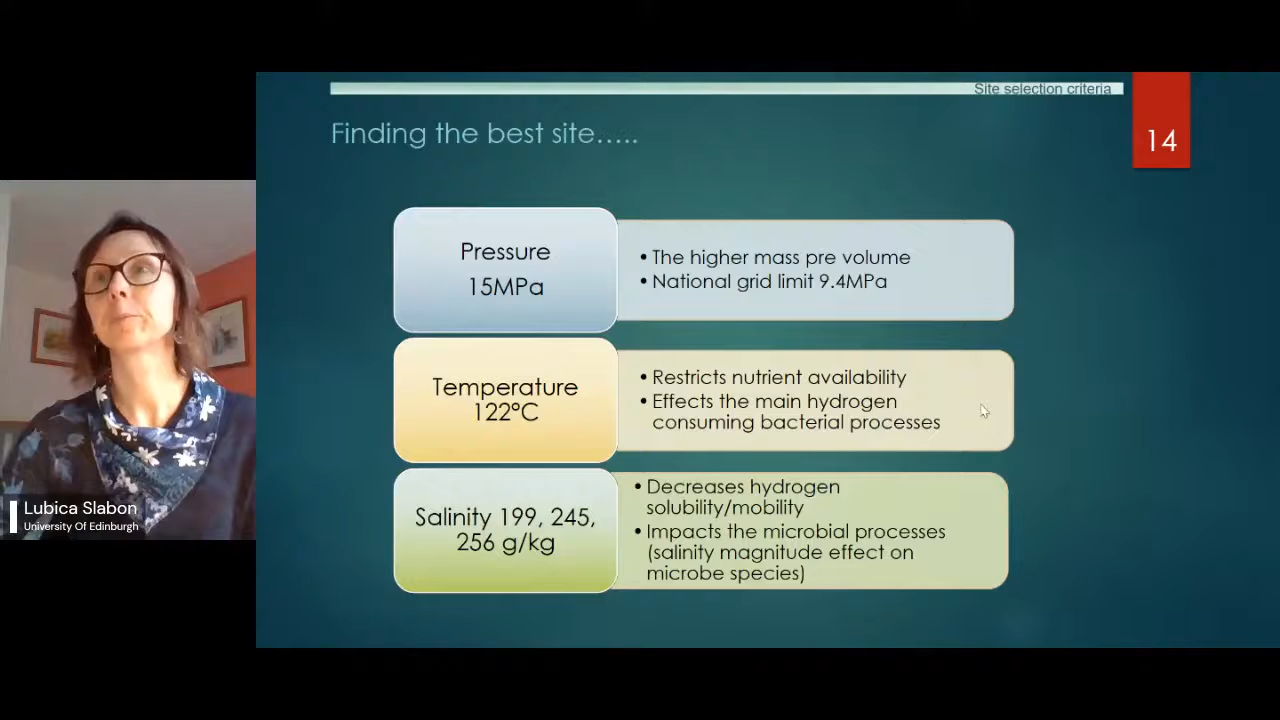 Site selection criteria
Finding the best site.....
14
Pressure
15MPa
• The higher mass pre volume
• National grid limit 9.4MPa
Temperature
122°C
• Restricts nutrient availability
• Effects the main hydrogen
consuming bacterial processes
Salinity 199, 245,
256 g/kg
• Decreases hydrogen
solubility/mobility
• Impacts the microbial processes
(salinity magnitude effect on
microbe species)
Lubica Slabon
University Of Edinburgh